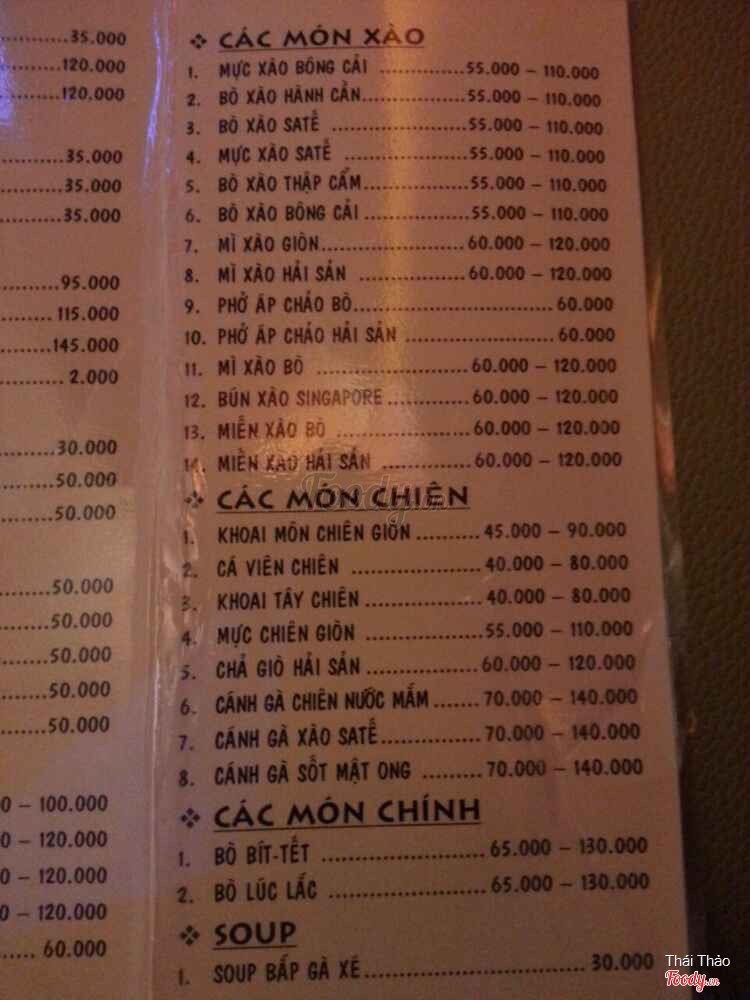 35.000
120.000
120.000
35.000
35.000
35.000
95.000
115.000
145.000
2.000
30.000
50.000
50.000
50.000
50.000
50.000
50.000
50.000
0 – 100.000
0 – 120.000
0 – 120.000
0 – 120.000
60.000
CÁC MÓN XÀO
1. MỰC XÀO BÔNG CẢI ..............55.000 – 110.000
2. BÒ XÀO HÀNH CẦN................55.000 – 110.000
3. BÒ XÀO SATẾ ......................55.000 – 110.000
4. MỰC XÀO SATẾ ....................55.000 – 110.000
5. BÒ XÀO THẬP CẨM.................55.000 – 110.000
6. BÒ XÀO BÔNG CẢI .................55.000 – 110.000
7. MÌ XÀO GIÒN.......................60.000 – 120.000
8. MÌ XÀO HẢI SẢN .................60.000 – 120.000
9. PHỞ ÁP CHẢO BÒ............................60.000
10. PHỞ ÁP CHẢO HẢI SẢN .....................60.000
11. MÌ XÀO BÒ ........................60.000 – 120.000
12. BÚN XÀO SINGAPORE .............60.000 – 120.000
13. MIẾN XÀO BÒ .....................60.000 – 120.000
14. MIẾN XÀO HẢI SẢN ..............60.000 – 120.000
CÁC MÓN CHIÊN
1. KHOAI MÔN CHIÊN GIÒN ..........45.000 – 90.000
2. CÁ VIÊN CHIÊN ....................40.000 – 80.000
3. KHOAI TÂY CHIÊN ..................40.000 – 80.000
4. MỰC CHIÊN GIÒN ..................55.000 – 110.000
5. CHẢ GIÒ HẢI SẢN..................60.000 – 120.000
6. CÁNH GÀ CHIÊN NƯỚC MẮM ........70.000 – 140.000
7. CÁNH GÀ XÀO SATẾ................70.000 – 140.000
8. CÁNH GÀ SỐT MẬT ONG .........70.000 – 140.000
CÁC MÓN CHÍNH
1. BÒ BÍT-TẾT .........................65.000 – 130.000
2. BÒ LÚC LẮC ........................65.000 – 130.000
SOUP
1. SOUP BẮP GÀ XÉ................................30.000
Thái Thảo
Foody.vn